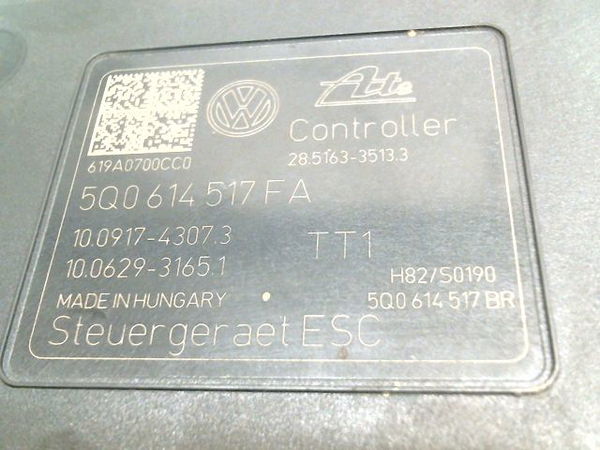 Ate
Controller
28.5163-3513.3
619A0700CC0
5Q0 614 517 FA
10.0917-4307.3
TT1
10.0629-3165.1
H82/S0190
MADE IN HUNGARY
5Q0 614 517 BR
Steuergeraet ESC